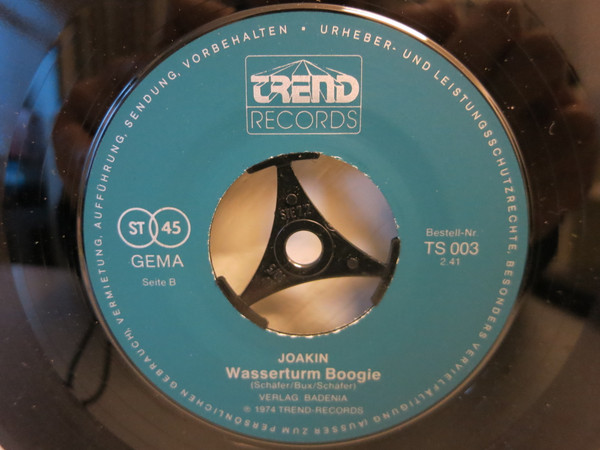 URHEBER- UND LEISTUNGSSCHUTZRECHTE, BESONDERS VERVIELFÄLTIGUNG (AUSSER ZUM PERSÖNLICHEN GEBRAUCH), VERMIETUNG, AUFFÜHRUNG, SENDUNG, VORBEHALTEN •
TREND
RECORDS
ST 45
GEMA
Seite B
Bestell-Nr.
TS 003
2.41
JOAKIN
Wasserturm Boogie
(Schäfer/Bux/Schäfer)
VERLAG BADENIA
℗ 1974 TREND-RECORDS